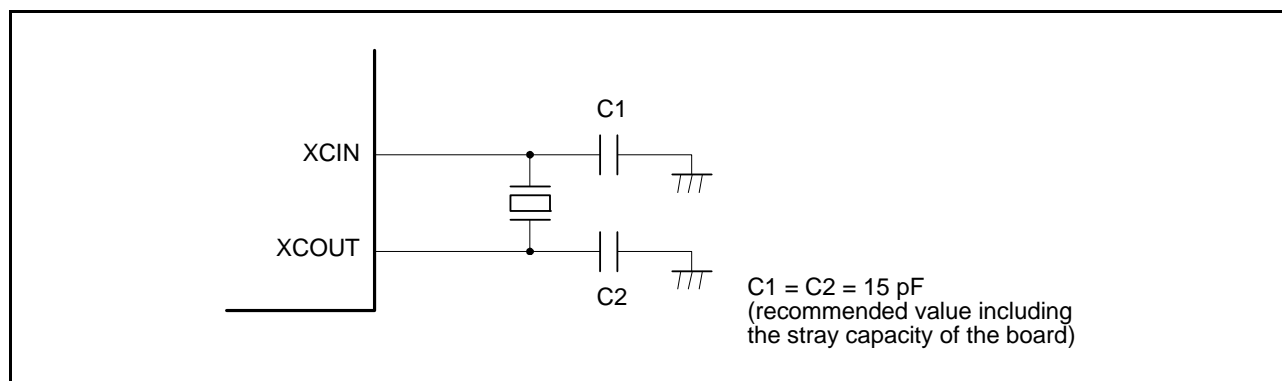 C1
XCIN
XCOUT
C2
C1 = C2 = 15 pF
(recommended value including
the stray capacity of the board)